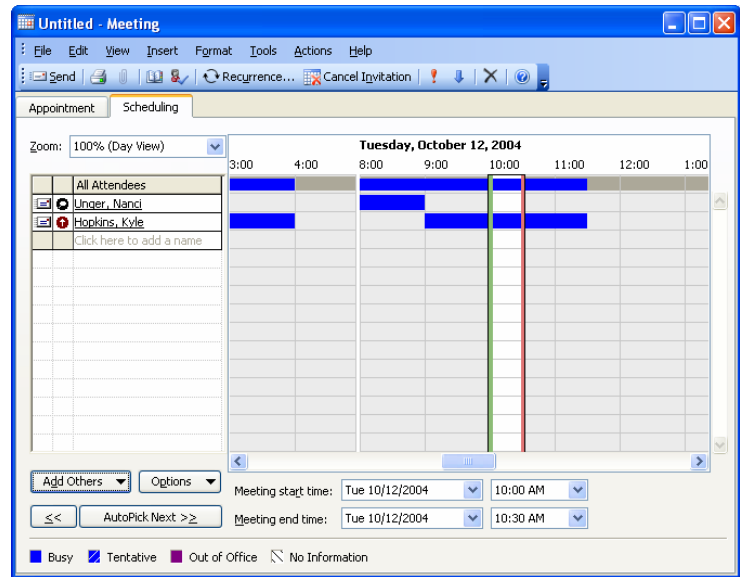 Untitled - Meeting
File Edit View Insert Format Tools Actions Help
Send Recurrence... Cancel Invitation
Appointment Scheduling
Zoom: 100% (Day View)
Tuesday, October 12, 2004
3:00 4:00 8:00 9:00 10:00 11:00 12:00 1:00
All Attendees
Unger, Nanci
Hopkins, Kyle
Click here to add a name
Add Others Options
Meeting start time: Tue 10/12/2004 10:00 AM
<< AutoPick Next >>
Meeting end time: Tue 10/12/2004 10:30 AM
Busy Tentative Out of Office No Information